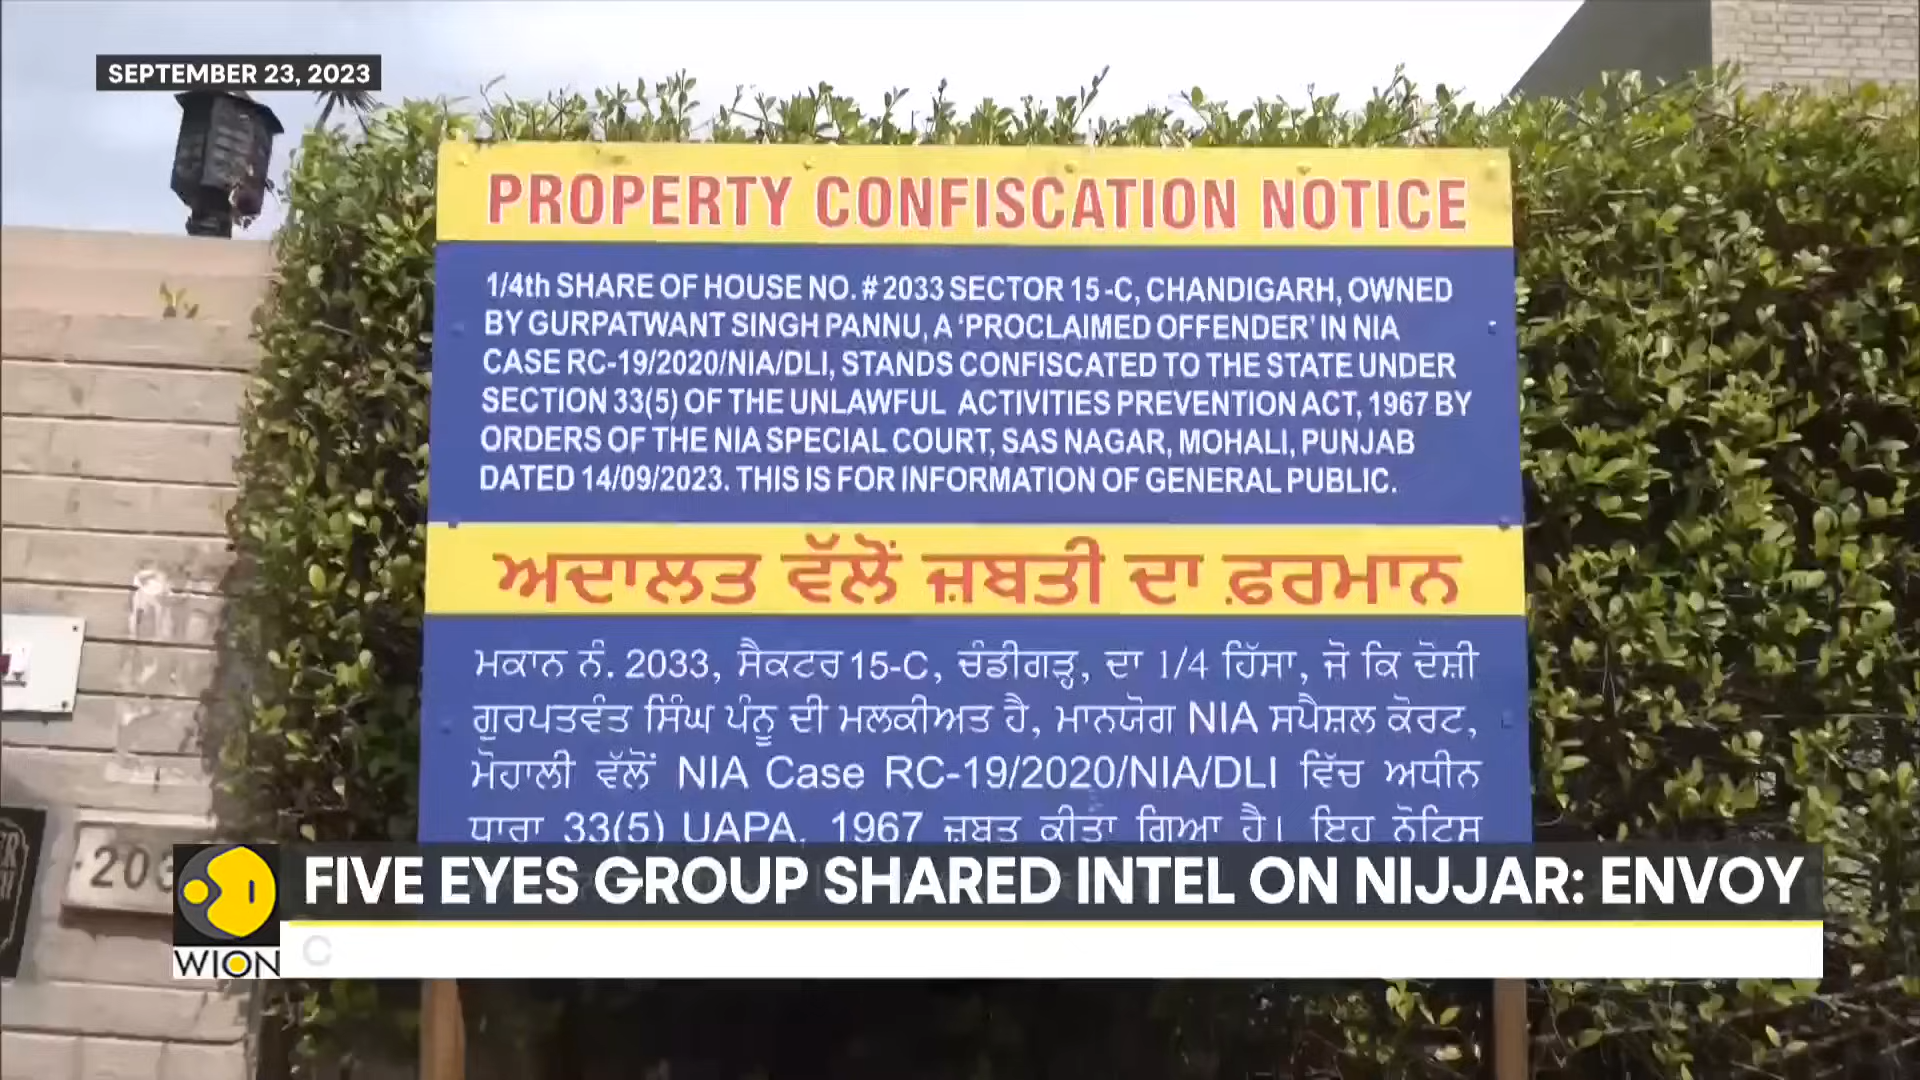 SEPTEMBER 23, 2023
PROPERTY CONFISCATION NOTICE
1/4th SHARE OF HOUSE NO. # 2033 SECTOR 15 -C, CHANDIGARH, OWNED
BY GURPATWANT SINGH PANNU, A 'PROCLAIMED OFFENDER' IN NIA
CASE RC-19/2020/NIA/DLI, STANDS CONFISCATED TO THE STATE UNDER
SECTION 33(5) OF THE UNLAWFUL ACTIVITIES PREVENTION ACT, 1967 BY
ORDERS OF THE NIA SPECIAL COURT, SAS NAGAR, MOHALI, PUNJAB
DATED 14/09/2023. THIS IS FOR INFORMATION OF GENERAL PUBLIC.
ਅਦਾਲਤ ਵੱਲੋਂ ਜ਼ਬਤੀ ਦਾ ਫ਼ਰਮਾਨ
ਮਕਾਨ ਨੰ. 2033, ਸੈਕਟਰ 15-C, ਚੰਡੀਗੜ੍ਹ, ਦਾ 1/4 ਹਿੱਸਾ, ਜੋ ਕਿ ਦੋਸ਼ੀ
ਗੁਰਪਤਵੰਤ ਸਿੰਘ ਪੰਨੂ ਦੀ ਮਲਕੀਅਤ ਹੈ, ਮਾਨਯੋਗ NIA ਸਪੈਸ਼ਲ ਕੋਰਟ,
ਮੋਹਾਲੀ ਵੱਲੋਂ NIA Case RC-19/2020/NIA/DLI ਵਿੱਚ ਅਧੀਨ
ਧਾਰਾ 33(5) UAPA, 1967 ਜ਼ਬਤ ਕੀਤਾ ਗਿਆ ਹੈ। ਇਹ ਨੋਟਿਸ
203
FIVE EYES GROUP SHARED INTEL ON NIJJAR: ENVOY
C
WION